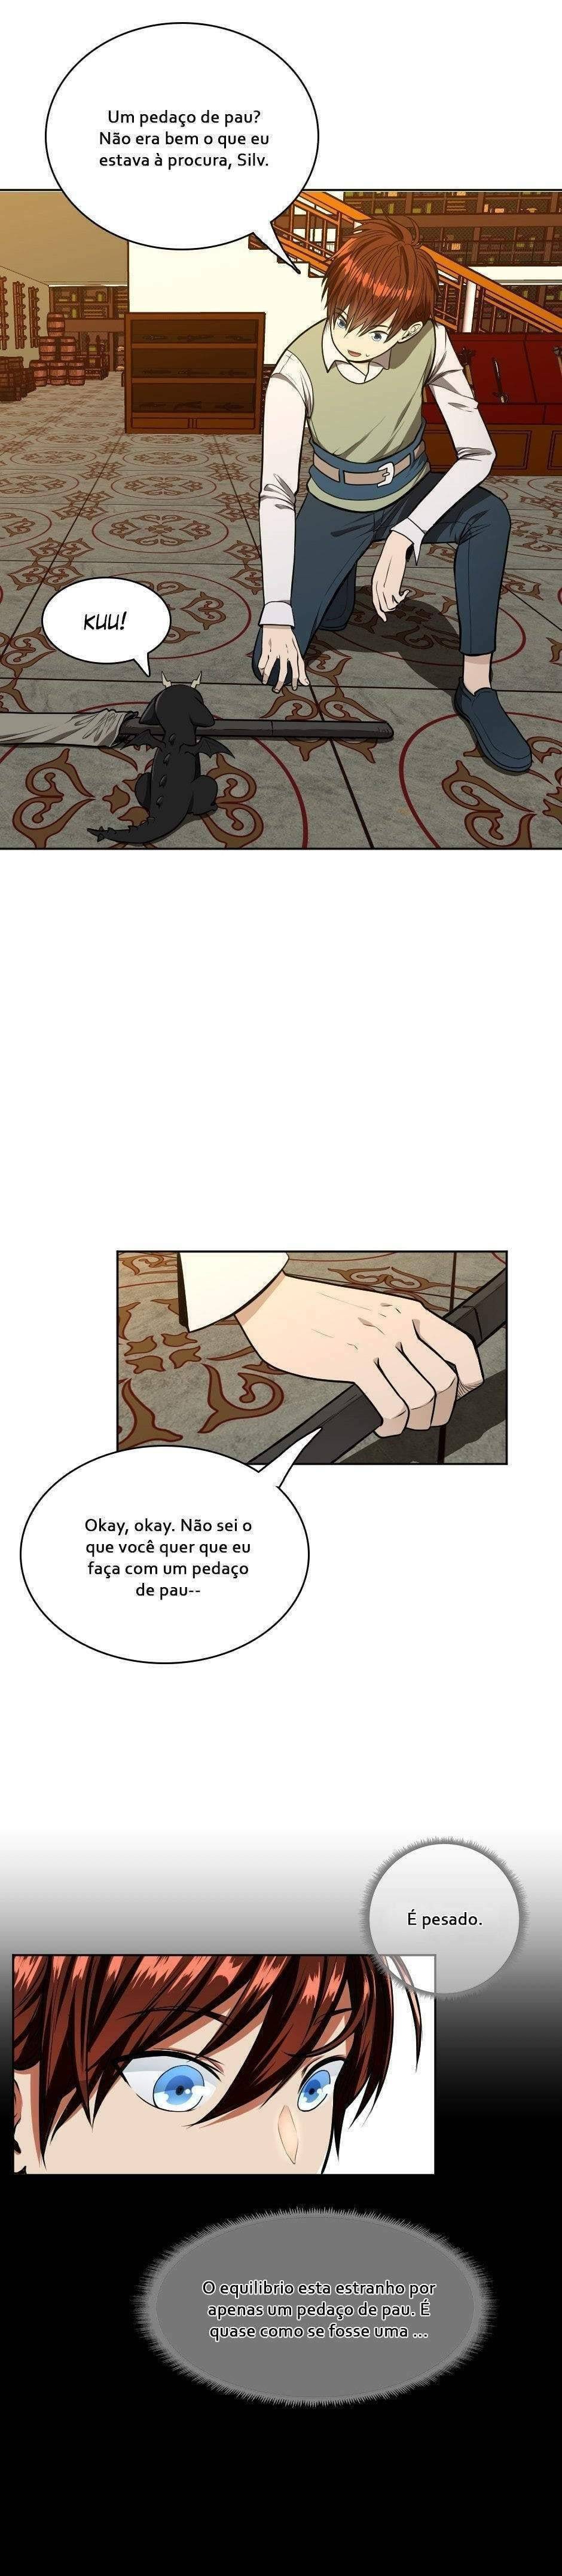 Um pedaço de pau?
Não era bem o que eu
estava à procura, Silv.
KUU!
Okay, okay. Não sei o
que você quer que eu
faça com um pedaço
de pau--
É pesado.
O equilibrio esta estranho por
apenas um pedaço de pau. É
quase como se fosse uma ...